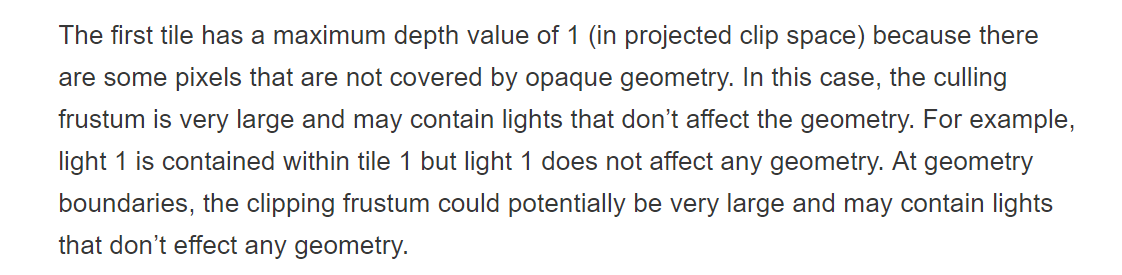 The first tile has a maximum depth value of 1 (in projected clip space) because there
are some pixels that are not covered by opaque geometry. In this case, the culling
frustum is very large and may contain lights that don’t affect the geometry. For example,
light 1 is contained within tile 1 but light 1 does not affect any geometry. At geometry
boundaries, the clipping frustum could potentially be very large and may contain lights
that don’t effect any geometry.